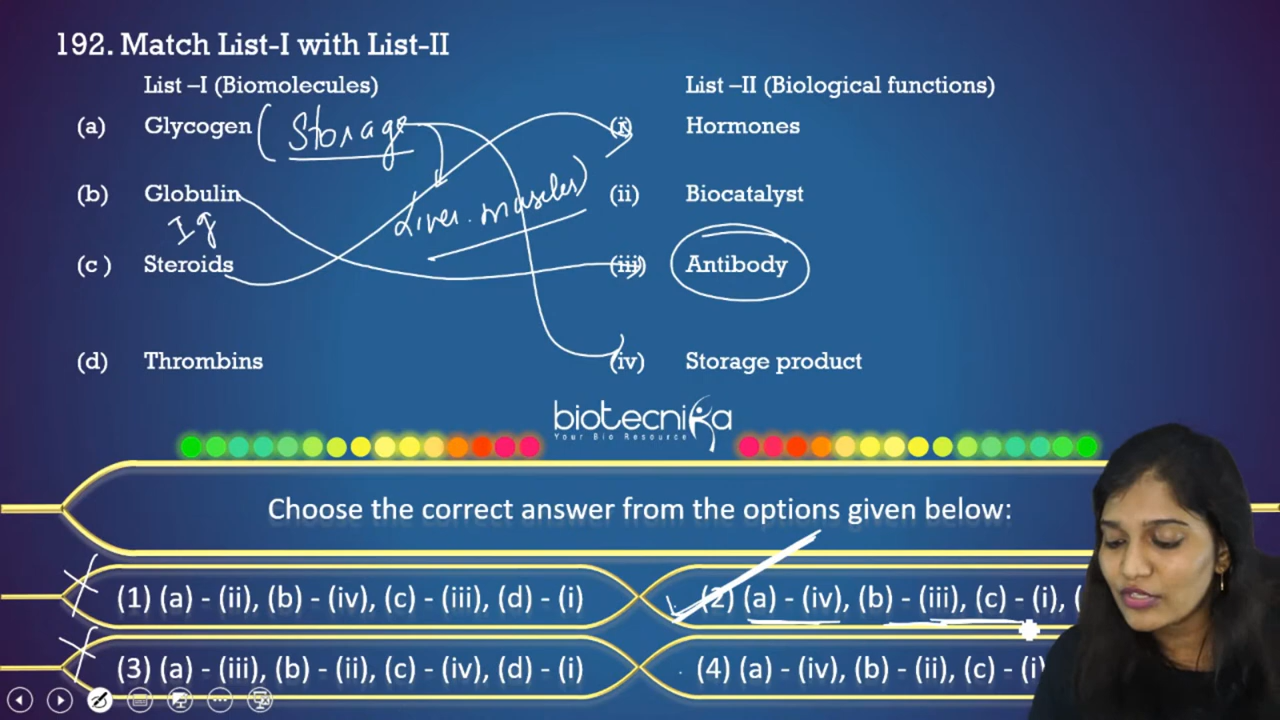 192. Match List-I with List-II
List –I (Biomolecules) List –II (Biological functions)
(a) Glycogen ( Storage (i) Hormones
Liver. muscles)
(b) Globulin (ii) Biocatalyst
Ig
(c ) Steroids (iii) Antibody
(d) Thrombins (iv) Storage product
biotecnika
Your Bio Resource
Choose the correct answer from the options given below:
(1) (a) - (ii), (b) - (iv), (c) - (iii), (d) - (i) (2) (a) - (iv), (b) - (iii), (c) - (i), (
(3) (a) - (iii), (b) - (ii), (c) - (iv), (d) - (i) (4) (a) - (iv), (b) - (ii), (c) - (i)